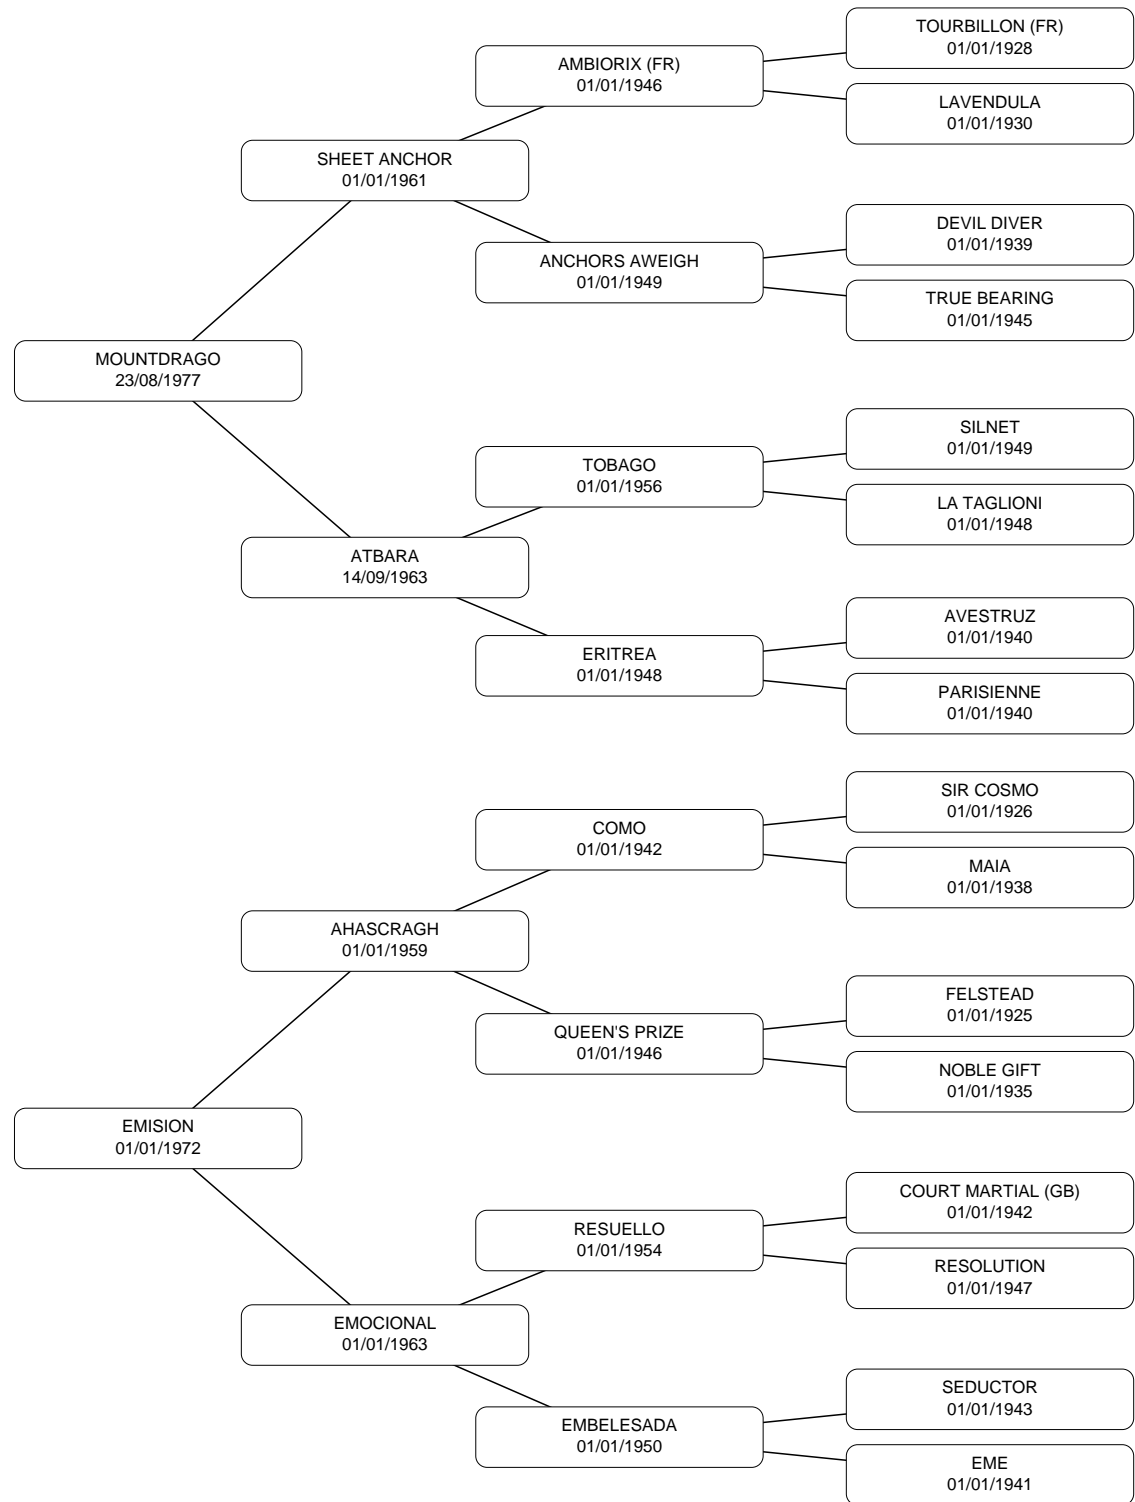 TOURBILLON (FR)
01/01/1928
AMBIORIX (FR)
01/01/1946
LAVENDULA
01/01/1930
SHEET ANCHOR
01/01/1961
DEVIL DIVER
01/01/1939
ANCHORS AWEIGH
01/01/1949
TRUE BEARING
01/01/1945
MOUNTDRAGO
23/08/1977
SILNET
01/01/1949
TOBAGO
01/01/1956
LA TAGLIONI
01/01/1948
ATBARA
14/09/1963
AVESTRUZ
01/01/1940
ERITREA
01/01/1948
PARISIENNE
01/01/1940
SIR COSMO
01/01/1926
COMO
01/01/1942
MAIA
01/01/1938
AHASCRAGH
01/01/1959
FELSTEAD
01/01/1925
QUEEN'S PRIZE
01/01/1946
NOBLE GIFT
01/01/1935
EMISION
01/01/1972
COURT MARTIAL (GB)
01/01/1942
RESUELLO
01/01/1954
RESOLUTION
01/01/1947
EMOCIONAL
01/01/1963
SEDUCTOR
01/01/1943
EMBELESADA
01/01/1950
EME
01/01/1941